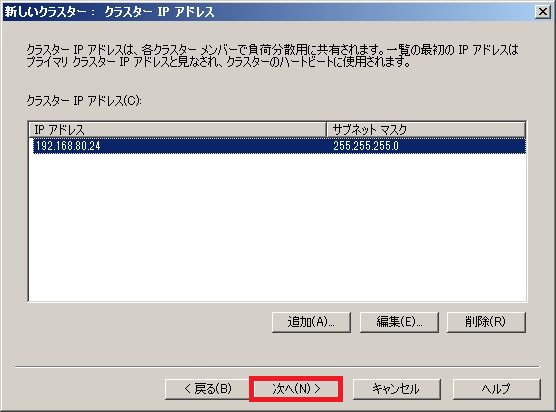 新しいクラスター： クラスター IP アドレス
クラスター IP アドレスは、各クラスター メンバーで負荷分散用に共有されます。一覧の最初の IP アドレスは
プライマリ クラスター IP アドレスと見なされ、クラスターのハートビートに使用されます。
クラスター IP アドレス(C):
IP アドレス サブネット マスク
192.168.80.24 255.255.255.0
追加(A)... 編集(E)... 削除(R)
< 戻る(B) 次へ(N) > キャンセル ヘルプ